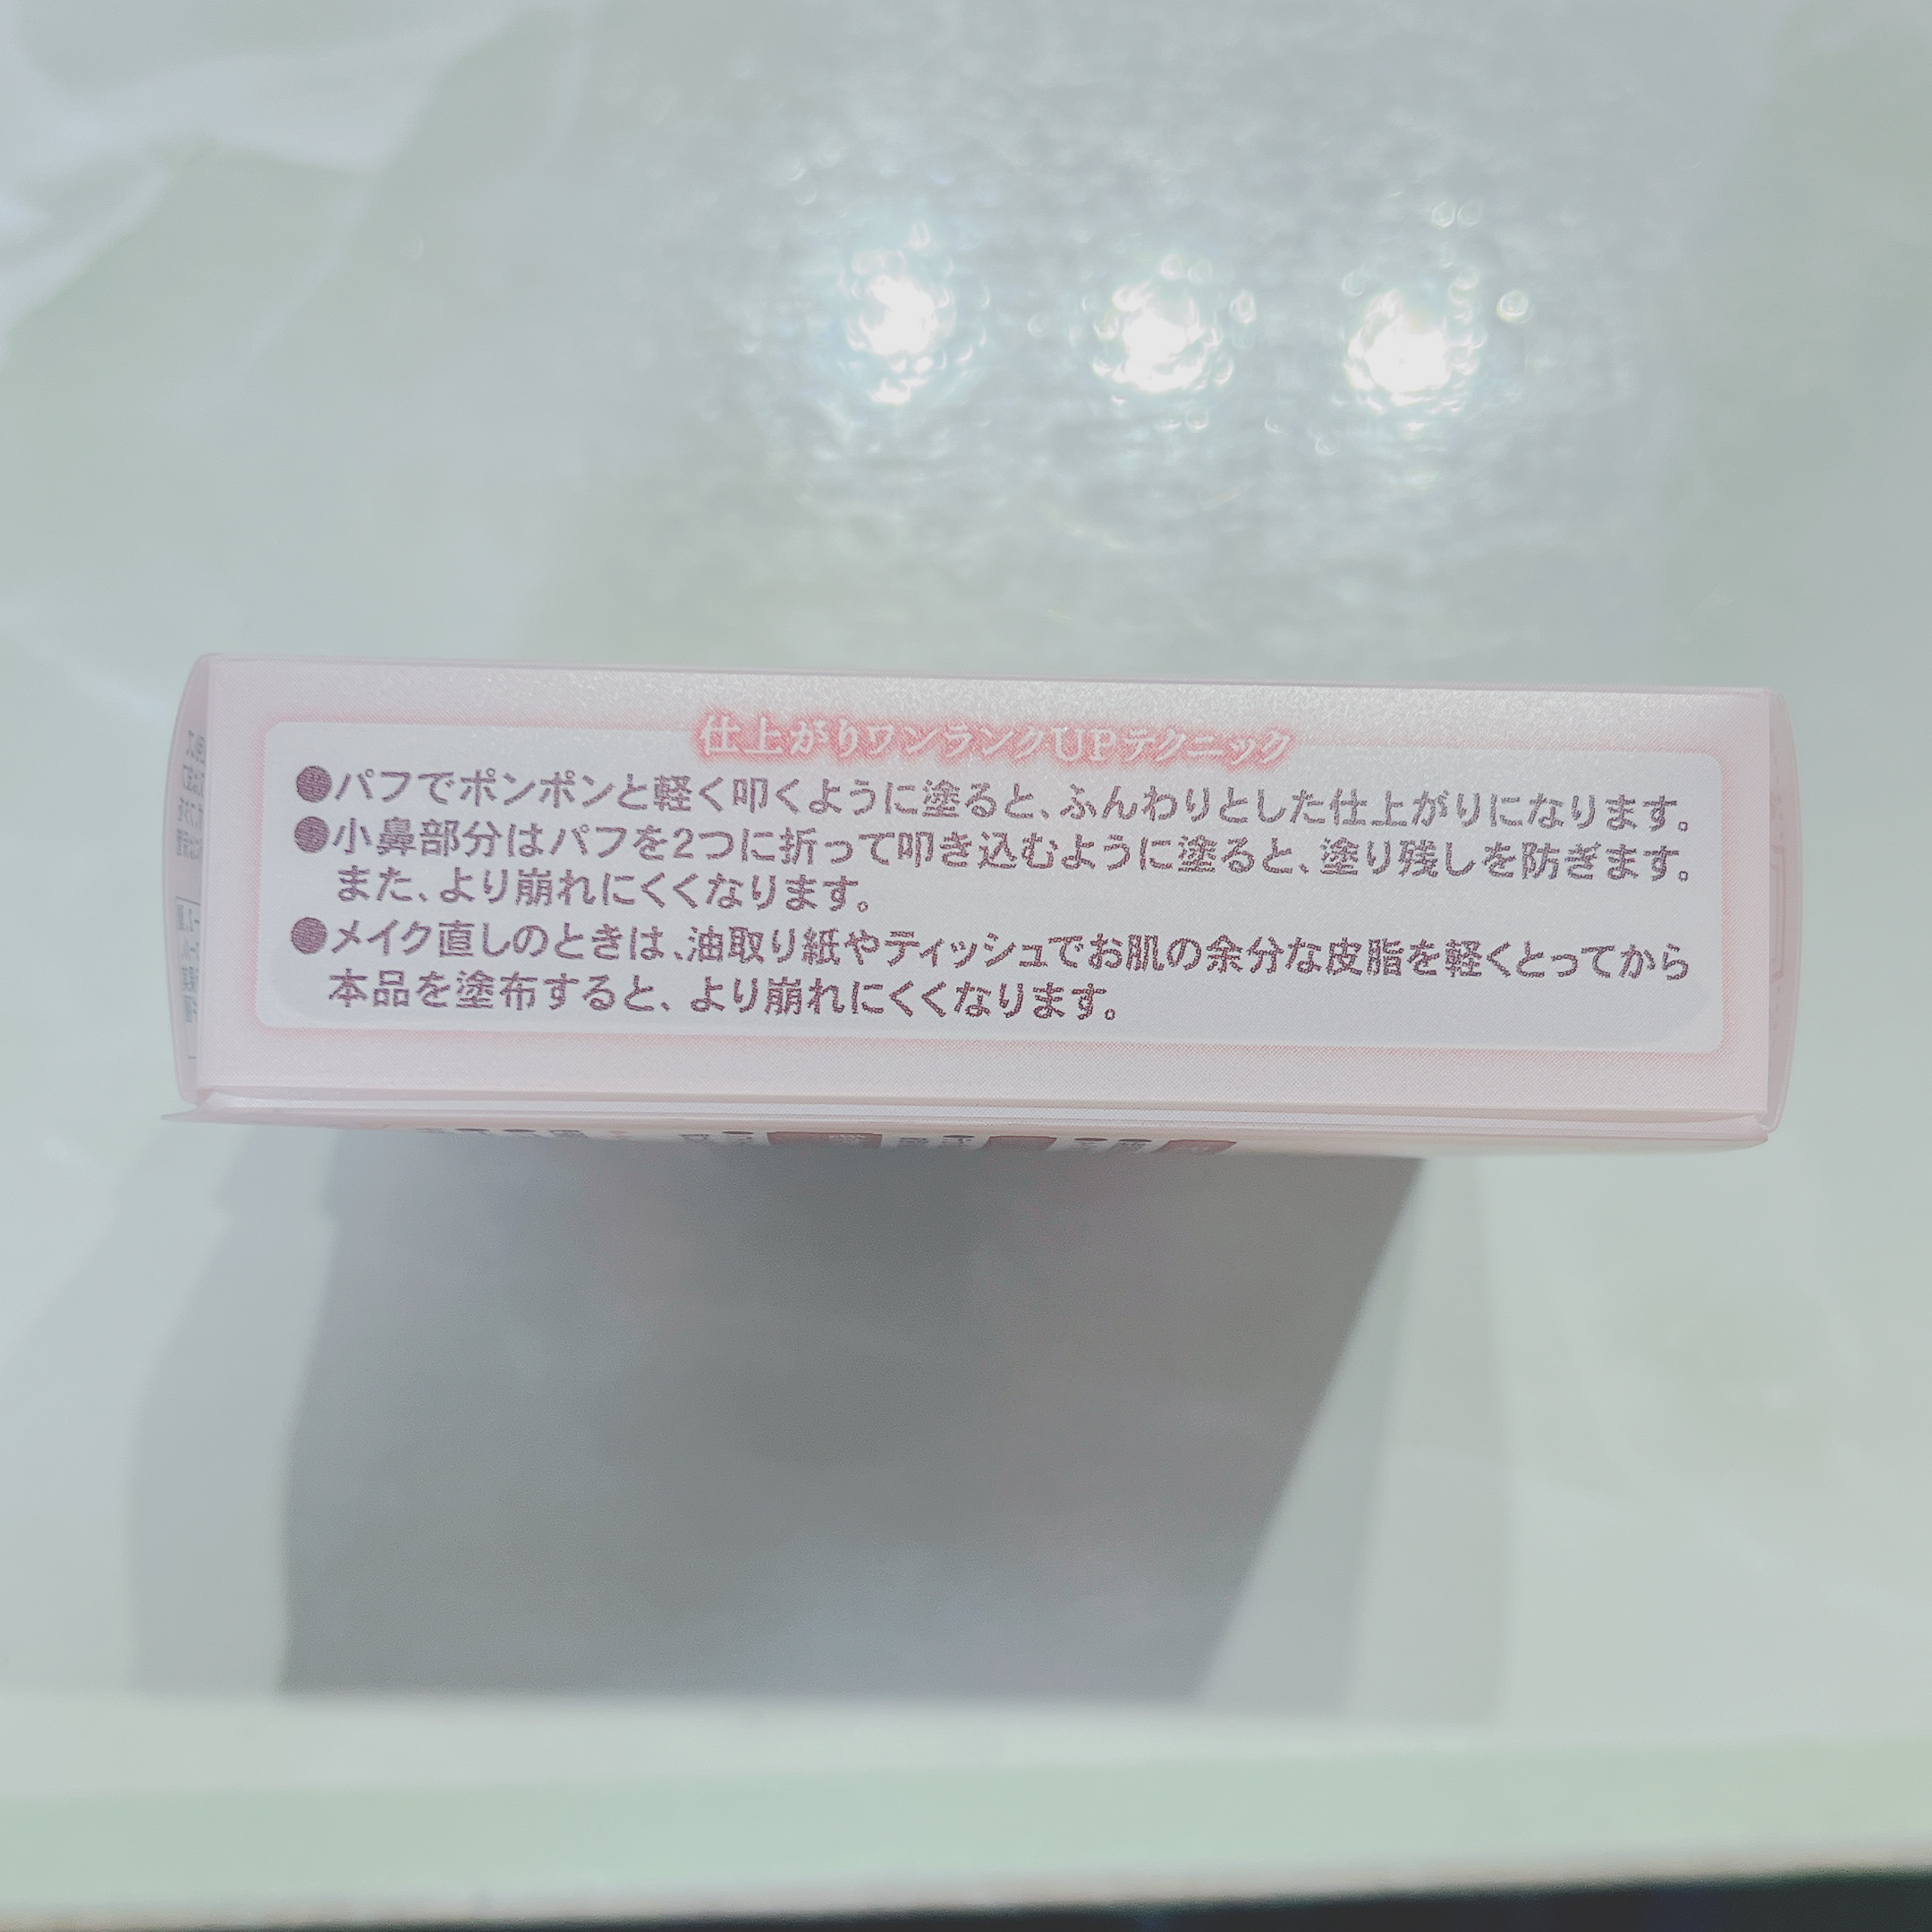 仕上がりワンランクUPテクニック
●パフでポンポンと軽く叩くように塗ると、ふんわりとした仕上がりになります。
●小鼻部分はパフを2つに折って叩き込むように塗ると、塗り残しを防ぎます。
また、より崩れにくくなります。
●メイク直しのときは、油取り紙やティッシュでお肌の余分な皮脂を軽くとってから
本品を塗布すると、より崩れにくくなります。